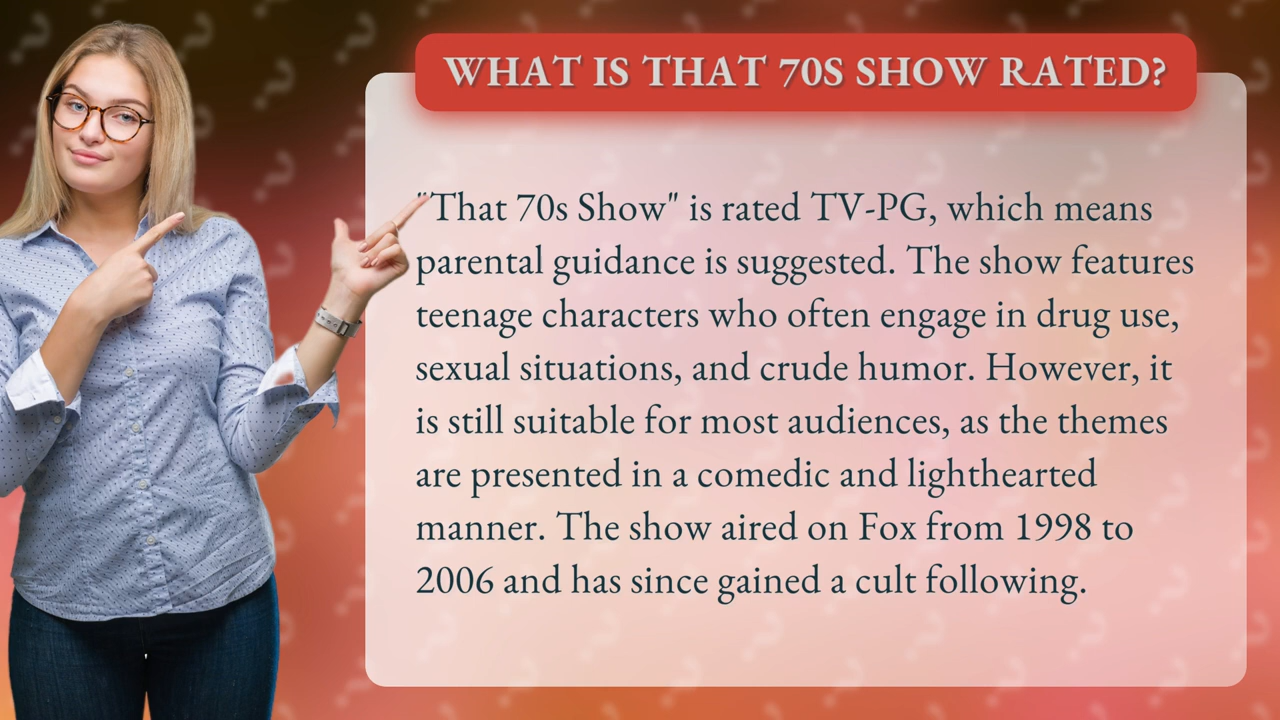 WHAT IS THAT 70S SHOW RATED?
"That 70s Show" is rated TV-PG, which means
parental guidance is suggested. The show features
teenage characters who often engage in drug use,
sexual situations, and crude humor. However, it
is still suitable for most audiences, as the themes
are presented in a comedic and lighthearted
manner. The show aired on Fox from 1998 to
2006 and has since gained a cult following.